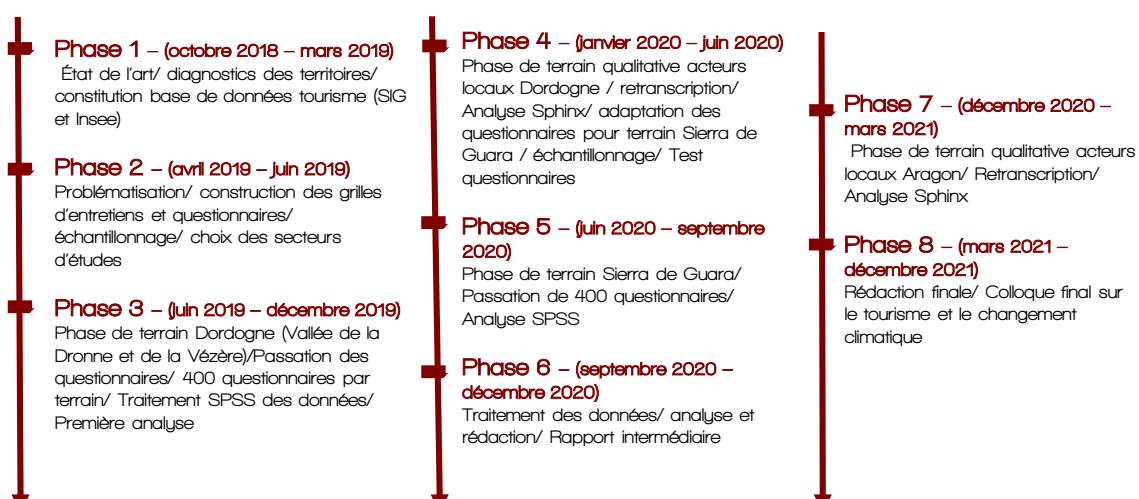 Phase 1 – (octobre 2018 – mars 2019)
État de l'art/ diagnostics des territoires/
constitution base de données tourisme (SIG
et Insee)
Phase 2 – (avril 2019 – juin 2019)
Problématisation/ construction des grilles
d'entretiens et questionnaires/
échantillonnage/ choix des secteurs
d'études
Phase 3 – (juin 2019 – décembre 2019)
Phase de terrain Dordogne (Vallée de la
Dronne et de la Vézère)/Passation des
questionnaires/ 400 questionnaires par
terrain/ Traitement SPSS des données/
Première analyse
Phase 4 – (janvier 2020 – juin 2020)
Phase de terrain qualitative acteurs
locaux Dordogne / retranscription/
Analyse Sphinx/ adaptation des
questionnaires pour terrain Sierra de
Guara / échantillonnage/ Test
questionnaires
Phase 5 – (juin 2020 – septembre
2020)
Phase de terrain Sierra de Guara/
Passation de 400 questionnaires/
Analyse SPSS
Phase 6 – (septembre 2020 –
décembre 2020)
Traitement des données/ analyse et
rédaction/ Rapport intermédiaire
Phase 7 – (décembre 2020 –
mars 2021)
Phase de terrain qualitative acteurs
locaux Aragon/ Retranscription/
Analyse Sphinx
Phase 8 – (mars 2021 –
décembre 2021)
Rédaction finale/ Colloque final sur
le tourisme et le changement
climatique